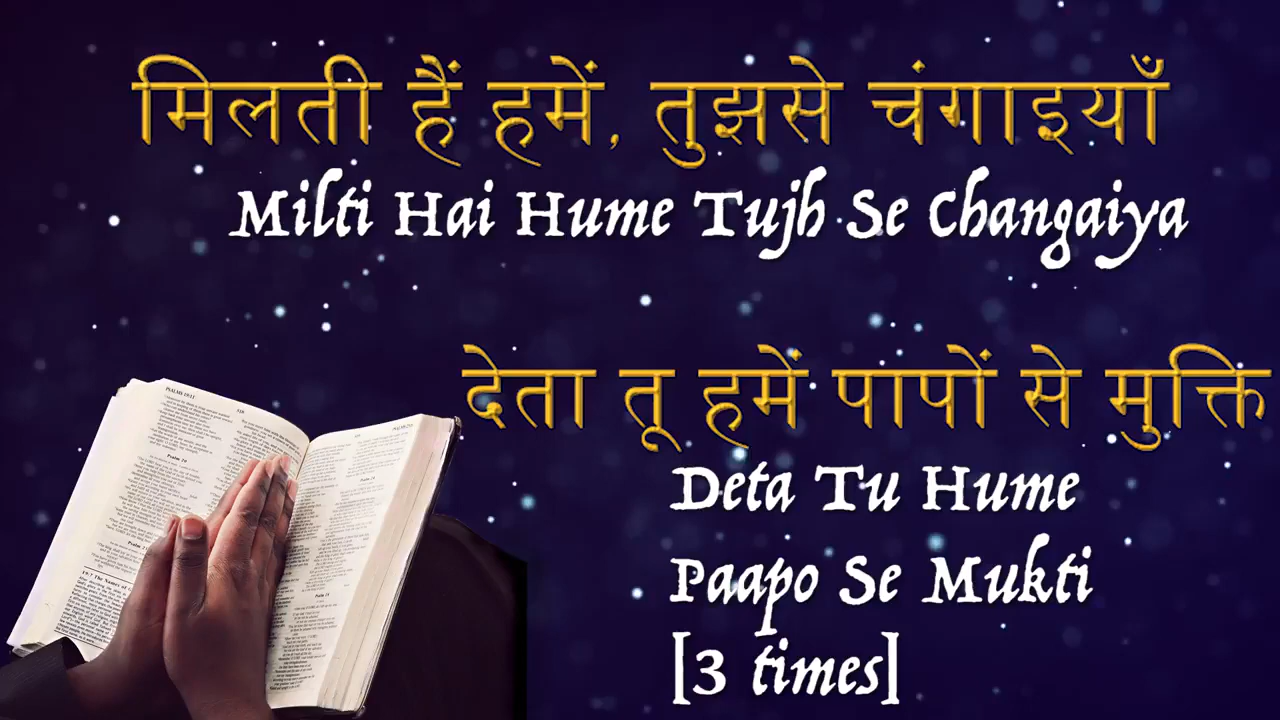 मिलती हैं हमें, तुझसे चंगाइयाँ
Milti Hai Hume Tujh Se Changaiya
देता तू हमें पापों से मुक्ति
Deta Tu Hume
Paapo Se Mukti
[3 times]